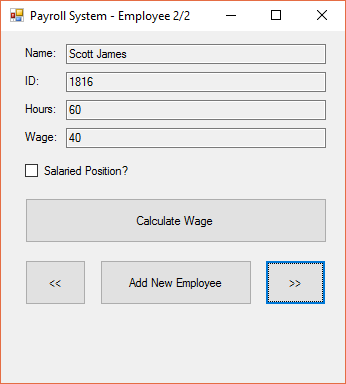 Payroll System - Employee 2/2
Name: Scott James
ID: 1816
Hours: 60
Wage: 40
Salaried Position?
Calculate Wage
<< Add New Employee >>